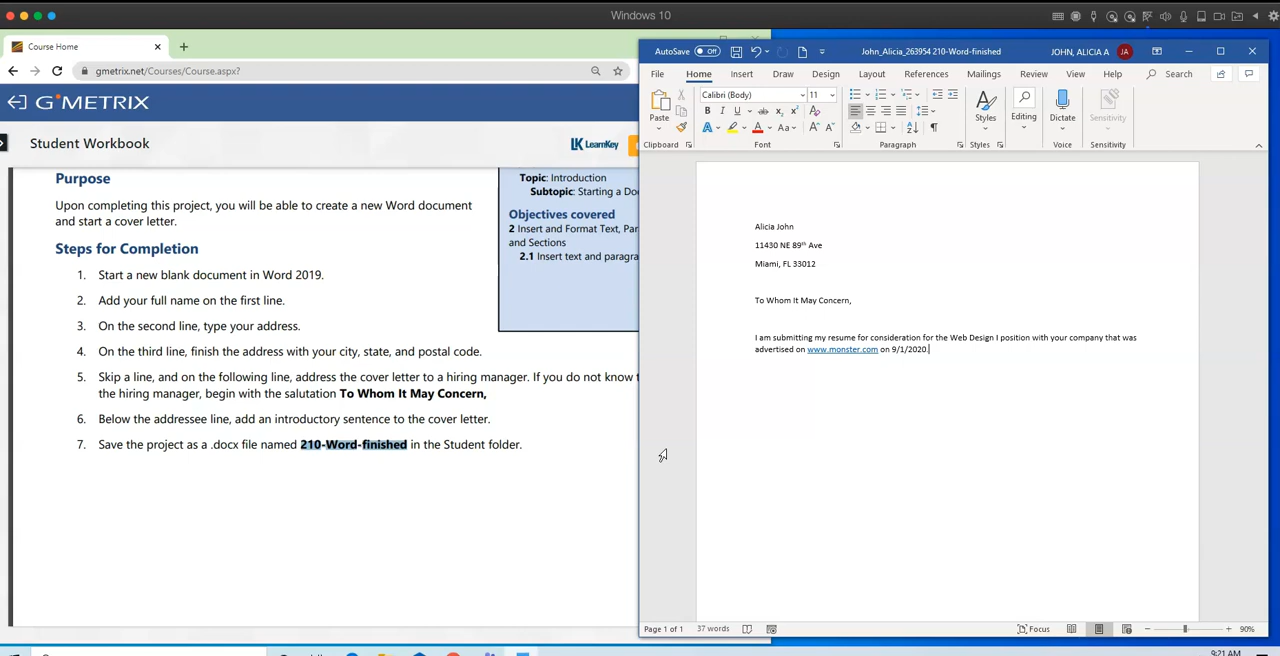 Windows 10
Course Home
gmetrix.net/Courses/Course.aspx?
G*METRIX
Student Workbook
LK LearnKey
Purpose
Upon completing this project, you will be able to create a new Word document
and start a cover letter.
Steps for Completion
1. Start a new blank document in Word 2019.
2. Add your full name on the first line.
3. On the second line, type your address.
4. On the third line, finish the address with your city, state, and postal code.
5. Skip a line, and on the following line, address the cover letter to a hiring manager. If you do not know
the hiring manager, begin with the salutation To Whom It May Concern,
6. Below the addressee line, add an introductory sentence to the cover letter.
7. Save the project as a .docx file named 210-Word-finished in the Student folder.
Topic: Introduction
Subtopic: Starting a
Objectives covered
2 Insert and Format Text,
and Sections
2.1 Insert text and
AutoSave Off John_Alicia_263954 210-Word-finished JOHN, ALICIA A JA
File Home Insert Draw Design Layout References Mailings Review View Help Search
Paste Calibri (Body) 11 Styles Editing Dictate Sensitivity
Clipboard Font Paragraph Styles Voice Sensitivity
Alicia John
11430 NE 89th Ave
Miami, FL 33012
To Whom It May Concern,
I am submitting my resume for consideration for the Web Design I position with your company that was
advertised on www.monster.com on 9/1/2020.
Page 1 of 1 37 words Focus 90%
9:21 AM